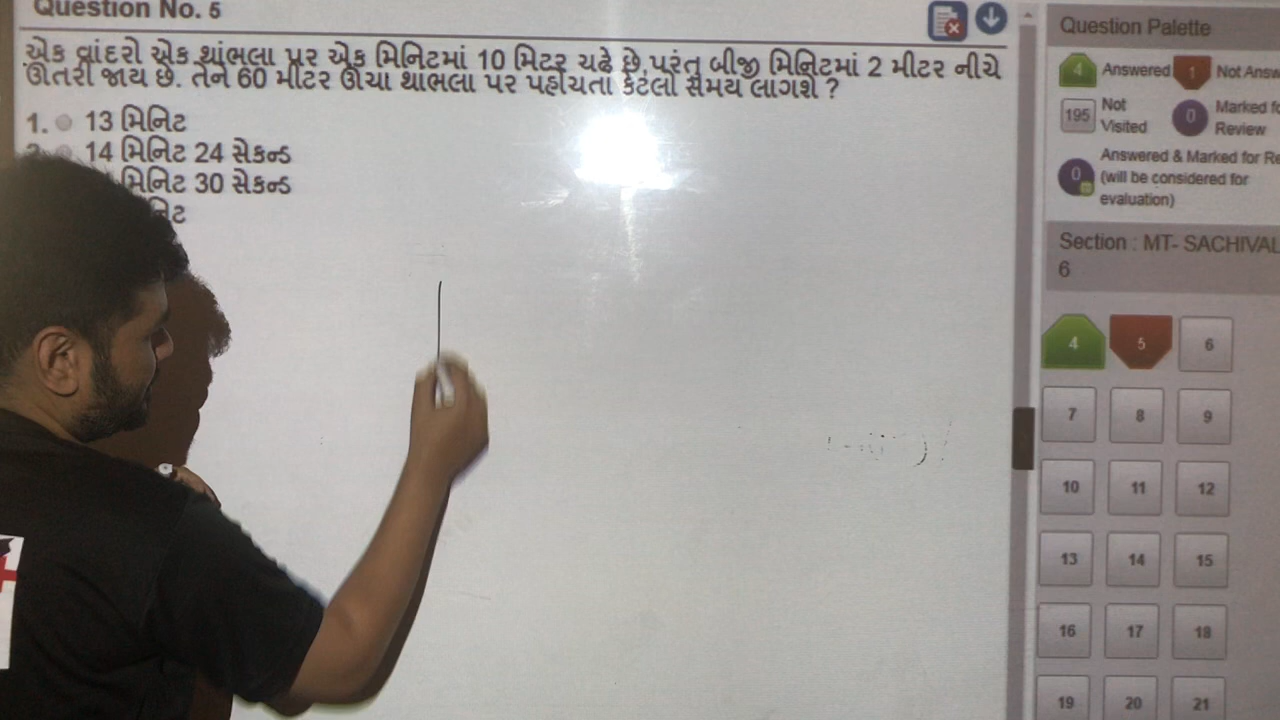 Question No. 5
એક વાંદરો એક થાંભલા પર એક મિનિટમાં 10 મિટર ચઢે છે,પરંતુ બીજી મિનિટમાં 2 મીટર નીચે
ઊતરી જાય છે. તેને 60 મીટર ઊંચા થાંભલા પર પહોંચતા કેટલો સમય લાગશે ?
1. 13 મિનિટ
14 મિનિટ 24 સેકન્ડ
મિનિટ 30 સેકન્ડ
Question Palette
4 Answered
1 Not Answ
195 Not Visited
0 Marked fo
Review
0 Answered & Marked for Re
(will be considered for
evaluation)
Section : MT- SACHIVAL
6
4 5 6
7 8 9
10 11 12
13 14 15
16 17 18
19 20 21